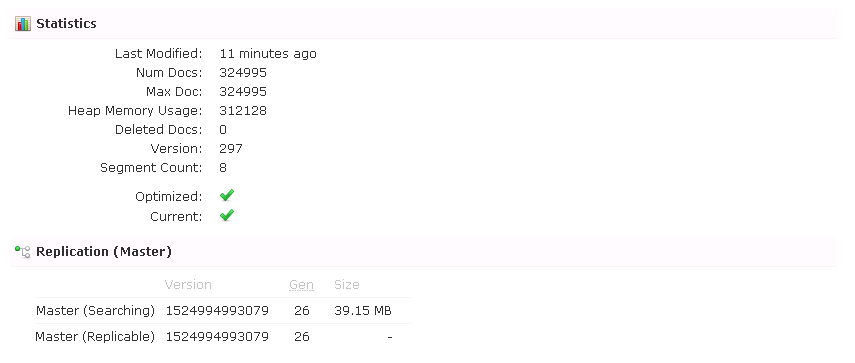 Statistics
Last Modified: 11 minutes ago
Num Docs: 324995
Max Doc: 324995
Heap Memory Usage: 312128
Deleted Docs: 0
Version: 297
Segment Count: 8
Optimized:
Current:
Replication (Master)
Version Gen Size
Master (Searching) 1524994993079 26 39.15 MB
Master (Replicable) 1524994993079 26 -